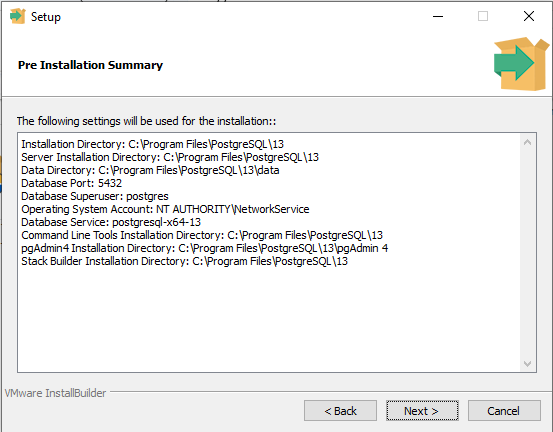 Setup
Pre Installation Summary
The following settings will be used for the installation::
Installation Directory: C:\Program Files\PostgreSQL\13
Server Installation Directory: C:\Program Files\PostgreSQL\13
Data Directory: C:\Program Files\PostgreSQL\13\data
Database Port: 5432
Database Superuser: postgres
Operating System Account: NT AUTHORITY\NetworkService
Database Service: postgresql-x64-13
Command Line Tools Installation Directory: C:\Program Files\PostgreSQL\13
pgAdmin4 Installation Directory: C:\Program Files\PostgreSQL\13\pgAdmin 4
Stack Builder Installation Directory: C:\Program Files\PostgreSQL\13
VMware InstallBuilder
< Back
Next >
Cancel